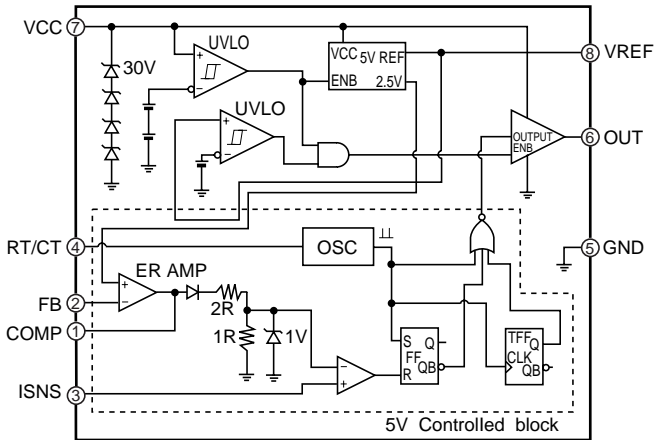 VCC 7
UVLO
30V
VCC 5V REF
ENB 2.5V
8 VREF
UVLO
OUTPUT
ENB
6 OUT
RT/CT 4
OSC
5 GND
ER AMP
FB 2
2R
COMP 1
1R
1V
S Q
FF
R QB
TFF Q
CLK
QB
ISNS 3
5V Controlled block
+
−
+
−
+
−
−
+